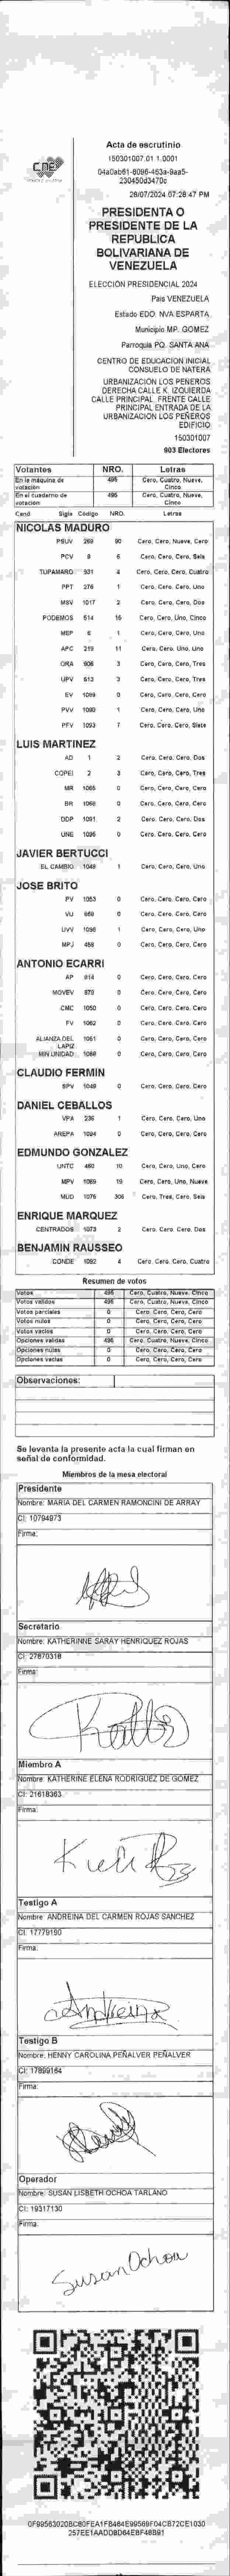 CNE
Acta de escrutinio
150301007.01.1.0001
28/07/2024 07:28:47 PM
PRESIDENTA O
PRESIDENTE DE LA
REPUBLICA
BOLIVARIANA DE
VENEZUELA
ELECCIÓN PRESIDENCIAL 2024
Pais VENEZUELA
Estado EDO. NVA ESPARTA
Municipio MP. GOMEZ
Parroquia PQ. SANTA ANA
CENTRO DE EDUCACION INICIAL
CONSUELO DE NATERA
URBANIZACION LOS PEÑEROS
DERECHA CALLE K. IZQUIERDA
CALLE PRINCIPAL. FRENTE CALLE
PRINCIPAL ENTRADA DE LA
URBANIZACION LOS PEÑEROS
EDIFICIO
150301007
903 Electores
Votantes NRO. Letras
En la máquina de votación 495 Cero, Cuatro, Nueve, Cinco
En el cuaderno de votación 495 Cero, Cuatro, Nueve, Cinco
Cand Sigla Código NRO. Letras
NICOLAS MADURO
PSUV 269 90 Cero, Cero, Nueve, Cero
PCV 8 6 Cero, Cero, Cero, Seis
TUPAMARO 531 4 Cero, Cero, Cero, Cuatro
PPT 276 1 Cero, Cero, Cero, Uno
MSV 1017 2 Cero, Cero, Cero, Dos
PODEMOS 514 15 Cero, Cero, Uno, Cinco
MEP 6 1 Cero, Cero, Cero, Uno
APC 219 11 Cero, Cero, Uno, Uno
ORA 906 3 Cero, Cero, Cero, Tres
UPV 613 3 Cero, Cero, Cero, Tres
EV 1089 0 Cero, Cero, Cero, Cero
PVV 1090 1 Cero, Cero, Cero, Uno
PFV 1093 7 Cero, Cero, Cero, Siete
LUIS MARTINEZ
AD 1 2 Cero, Cero, Cero, Dos
COPEI 2 3 Cero, Cero, Cero, Tres
MR 1065 0 Cero, Cero, Cero, Cero
BR 1068 0 Cero, Cero, Cero, Cero
DDP 1091 2 Cero, Cero, Cero, Dos
UNE 1095 0 Cero, Cero, Cero, Cero
JAVIER BERTUCCI
EL CAMBIO 1048 1 Cero, Cero, Cero, Uno
JOSE BRITO
PV 1053 0 Cero, Cero, Cero, Cero
VU 969 0 Cero, Cero, Cero, Cero
UVV 1096 1 Cero, Cero, Cero, Uno
MPJ 458 0 Cero, Cero, Cero, Cero
ANTONIO ECARRI
AP 914 0 Cero, Cero, Cero, Cero
MOVEV 979 0 Cero, Cero, Cero, Cero
CMC 1050 0 Cero, Cero, Cero, Cero
FV 1062 0 Cero, Cero, Cero, Cero
ALIANZA DEL LAPIZ 1061 0 Cero, Cero, Cero, Cero
MIN UNIDAD 1088 0 Cero, Cero, Cero, Cero
CLAUDIO FERMIN
SPV 1049 0 Cero, Cero, Cero, Cero
DANIEL CEBALLOS
VPA 236 1 Cero, Cero, Cero, Uno
AREPA 1094 0 Cero, Cero, Cero, Cero
EDMUNDO GONZALEZ
UNTC 460 10 Cero, Cero, Uno, Cero
MPV 1069 19 Cero, Cero, Uno, Nueve
MUD 1076 306 Cero, Tres, Cero, Seis
ENRIQUE MARQUEZ
CENTRADOS 1073 2 Cero, Cero, Cero, Dos
BENJAMIN RAUSSEO
CONDE 1092 4 Cero, Cero, Cero, Cuatro
Resumen de votos
Votos 495 Cero, Cuatro, Nueve, Cinco
Votos validos 495 Cero, Cuatro, Nueve, Cinco
Votos parciales 0 Cero, Cero, Cero, Cero
Votos nulos 0 Cero, Cero, Cero, Cero
Votos vacios 0 Cero, Cero, Cero, Cero
Opciones validas 495 Cero, Cuatro, Nueve, Cinco
Opciones nulas 0 Cero, Cero, Cero, Cero
Opciones vacias 0 Cero, Cero, Cero, Cero
Observaciones:
Se levanta la presente acta la cual firman en
señal de conformidad.
Miembros de la mesa electoral
Presidente
Nombre: MARIA DEL CARMEN RAMONCINI DE ARRAY
CI: 10794973
Firma:
Secretario
Nombre: KATHERINNE SARAY HENRIQUEZ ROJAS
CI: 27870318
Firma:
Miembro A
Nombre: KATHERINE ELENA RODRIGUEZ DE GOMEZ
CI: 21618363
Firma:
Testigo A
Nombre: ANDREINA DEL CARMEN ROJAS SANCHEZ
CI: 17779190
Firma:
Andreina
Testigo B
Nombre: HENNY CAROLINA PEÑALVER PEÑALVER
CI: 17899164
Firma:
Operador
Nombre: SUSAN LISBETH OCHOA TARLANO
CI: 19317130
Firma:
Susan Ochoa